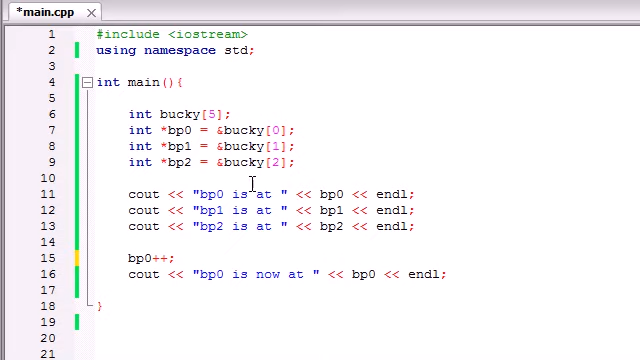 *main.cpp
1 #include <iostream>
2 using namespace std;
3
4 int main(){
5
6 int bucky[5];
7 int *bp0 = &bucky[0];
8 int *bp1 = &bucky[1];
9 int *bp2 = &bucky[2];
10
11 cout << "bp0 is at " << bp0 << endl;
12 cout << "bp1 is at " << bp1 << endl;
13 cout << "bp2 is at " << bp2 << endl;
14
15 bp0++;
16 cout << "bp0 is now at " << bp0 << endl;
17
18 }
19
20
21